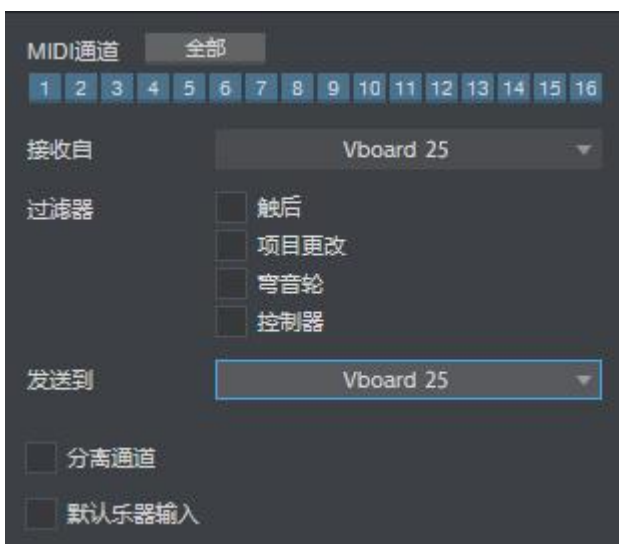 MIDI通道 全部
1 2 3 4 5 6 7 8 9 10 11 12 13 14 15 16
接收自 Vboard 25
过滤器 触后
项目更改
弯音轮
控制器
发送到 Vboard 25
分离通道
默认乐器输入